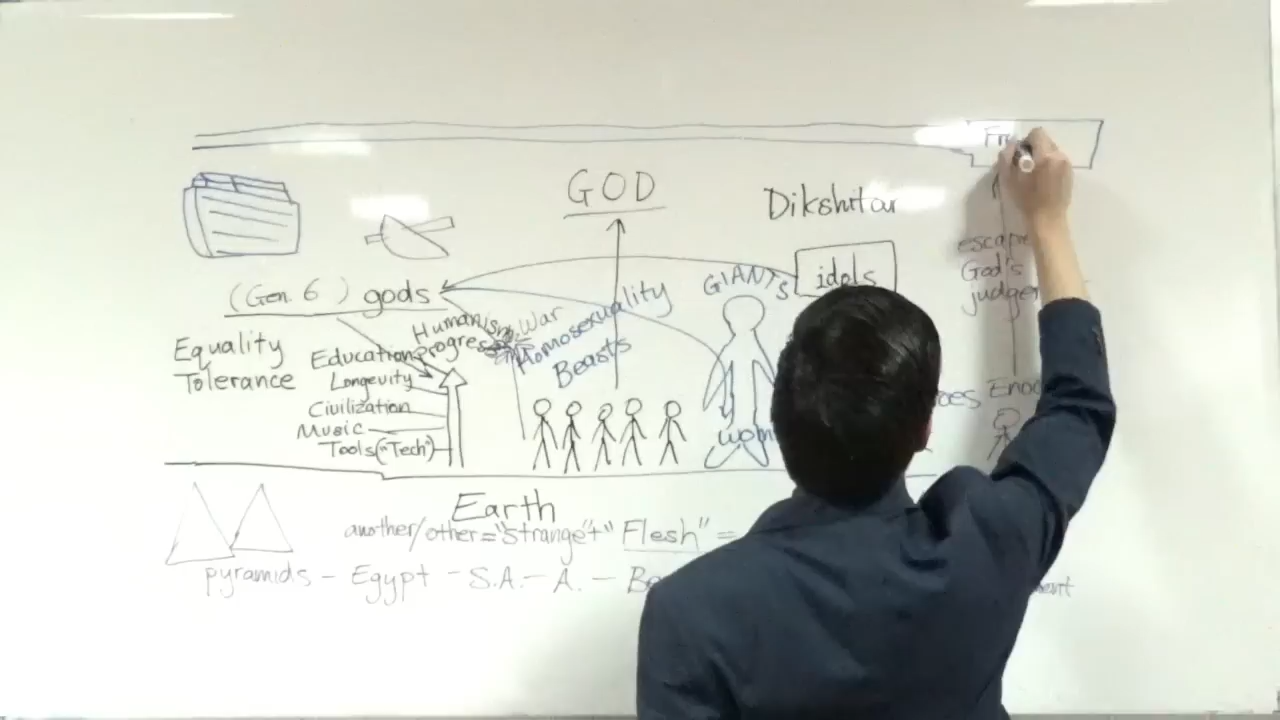 GOD
Dikshitar
escape
God's
GIANTS
idols
(Gen. 6) gods
Humanism War
progress Homosexuality
Beasts
Equality
Tolerance
Education
Longevity
Civilization
Music
Tools("Tech")
Earth
another/other="strange"+"Flesh" =
pyramids - Egypt - S.A. - A. -